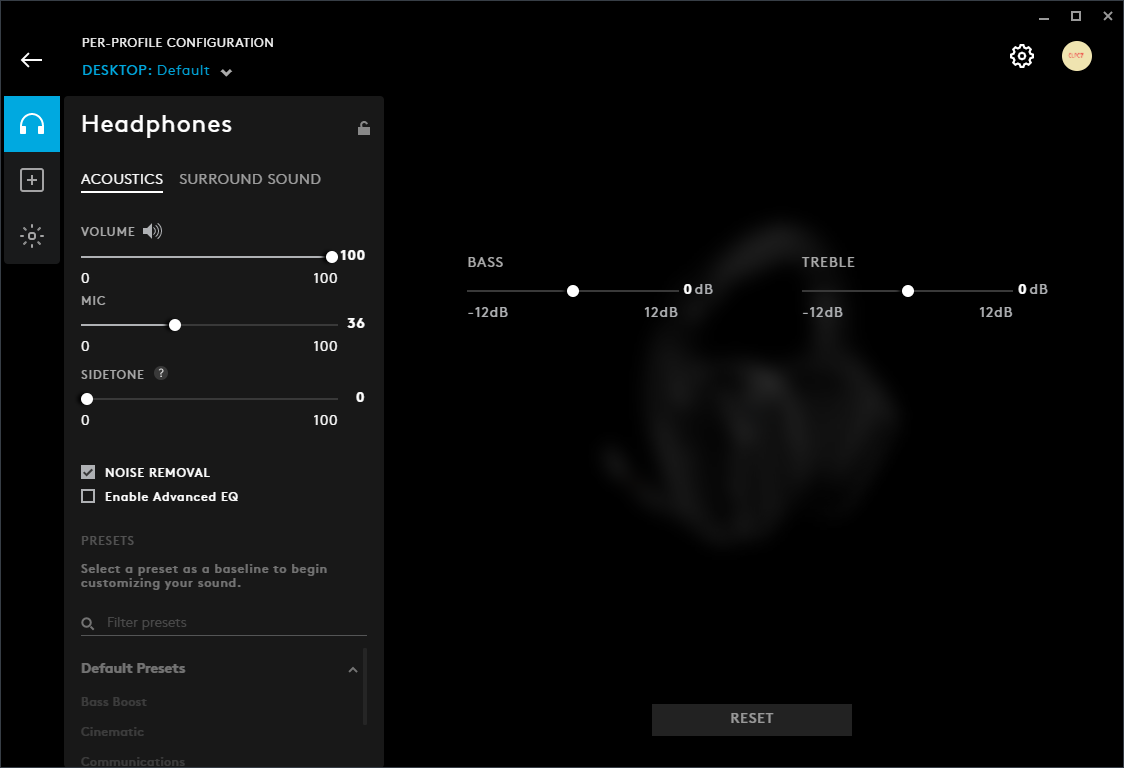 PER-PROFILE CONFIGURATION
DESKTOP: Default
Headphones
ACOUSTICS SURROUND SOUND
VOLUME
100
0 100
MIC
36
0 100
SIDETONE ?
0
0 100
NOISE REMOVAL
Enable Advanced EQ
PRESETS
Select a preset as a baseline to begin
customizing your sound.
Filter presets
Default Presets
Bass Boost
Cinematic
Communications
BASS
0 dB
-12dB 12dB
TREBLE
0 dB
-12dB 12dB
RESET